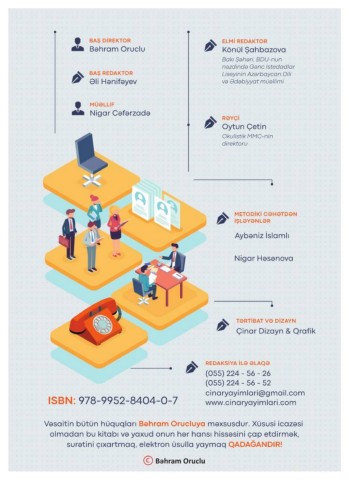 BAŞ DİREKTOR
Bəhram Oruclu
BAŞ REDAKTOR
Əli Hənifəyev
MÜƏLLİF
Nigar Cəfərzadə
ELMİ REDAKTOR
Könül Şahbazova
Bakı Şəhəri, BDU-nun
nəzdində Gənc İstedadlar
Liseyinin Azərbaycan Dili
və Ədəbiyyat müəllimi
RƏYÇİ
Oytun Çetin
Okulistik MMC-nin
direktoru
METODİKİ CƏHƏTDƏN
İŞLƏYƏNLƏR
Aybəniz İslamlı
Nigar Həsənova
TƏRTİBAT VƏ DİZAYN
Çinar Dizayn & Qrafik
REDAKSİYA İLƏ ƏLAQƏ
(055) 224 - 56 - 26
(055) 224 - 56 - 52
cinaryayimlari@gmail.com
www.cinaryayimlari.com
ISBN: 978-9952-8404-0-7
Vəsaitin bütün hüquqları Bəhram Orucluya məxsusdur. Xüsusi icazəsi
olmadan bu kitabı və yaxud onun hər hansı hissəsini çap etdirmək,
surətini çıxartmaq, elektron üsulla yaymaq QADAĞANDIR!
© Bəhram Oruclu